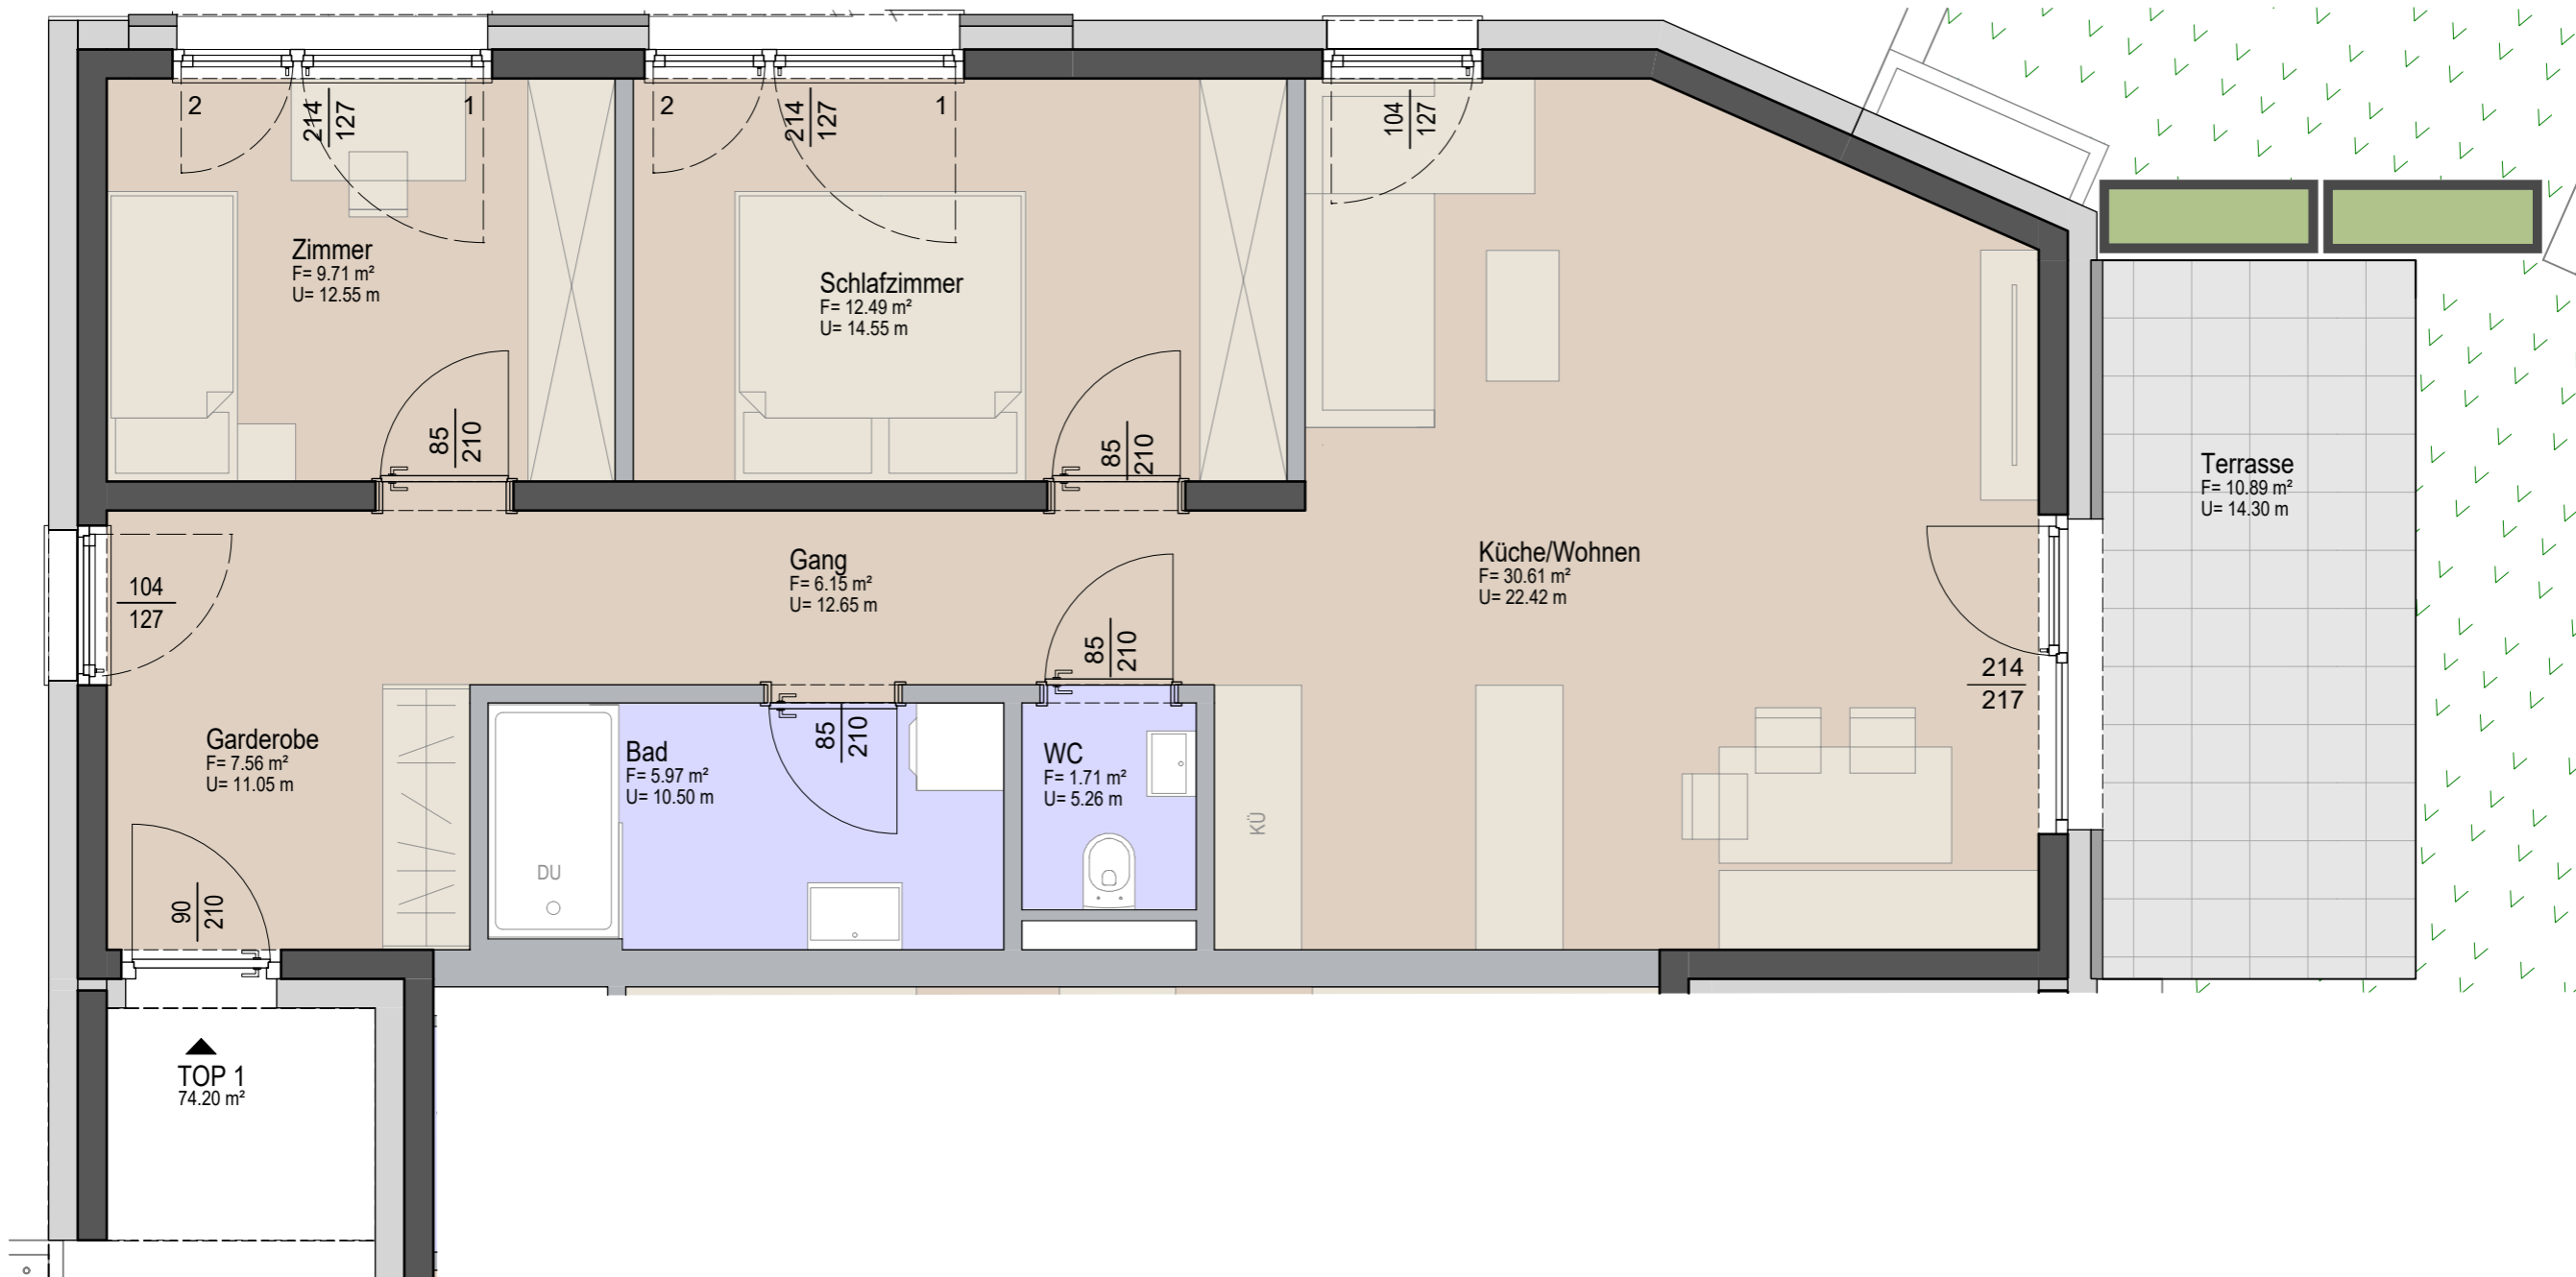 2
214
127
1
2
214
127
1
104
127
Zimmer
F= 9.71 m²
U= 12.55 m
Schlafzimmer
F= 12.49 m²
U= 14.55 m
85
210
85
210
Terrasse
F= 10.89 m²
U= 14.30 m
104
127
Gang
F= 6.15 m²
U= 12.65 m
Küche/Wohnen
F= 30.61 m²
U= 22.42 m
85
210
214
217
Garderobe
F= 7.56 m²
U= 11.05 m
Bad
F= 5.97 m²
U= 10.50 m
85
210
WC
F= 1.71 m²
U= 5.26 m
KÜ
DU
90
210
TOP 1
74.20 m²